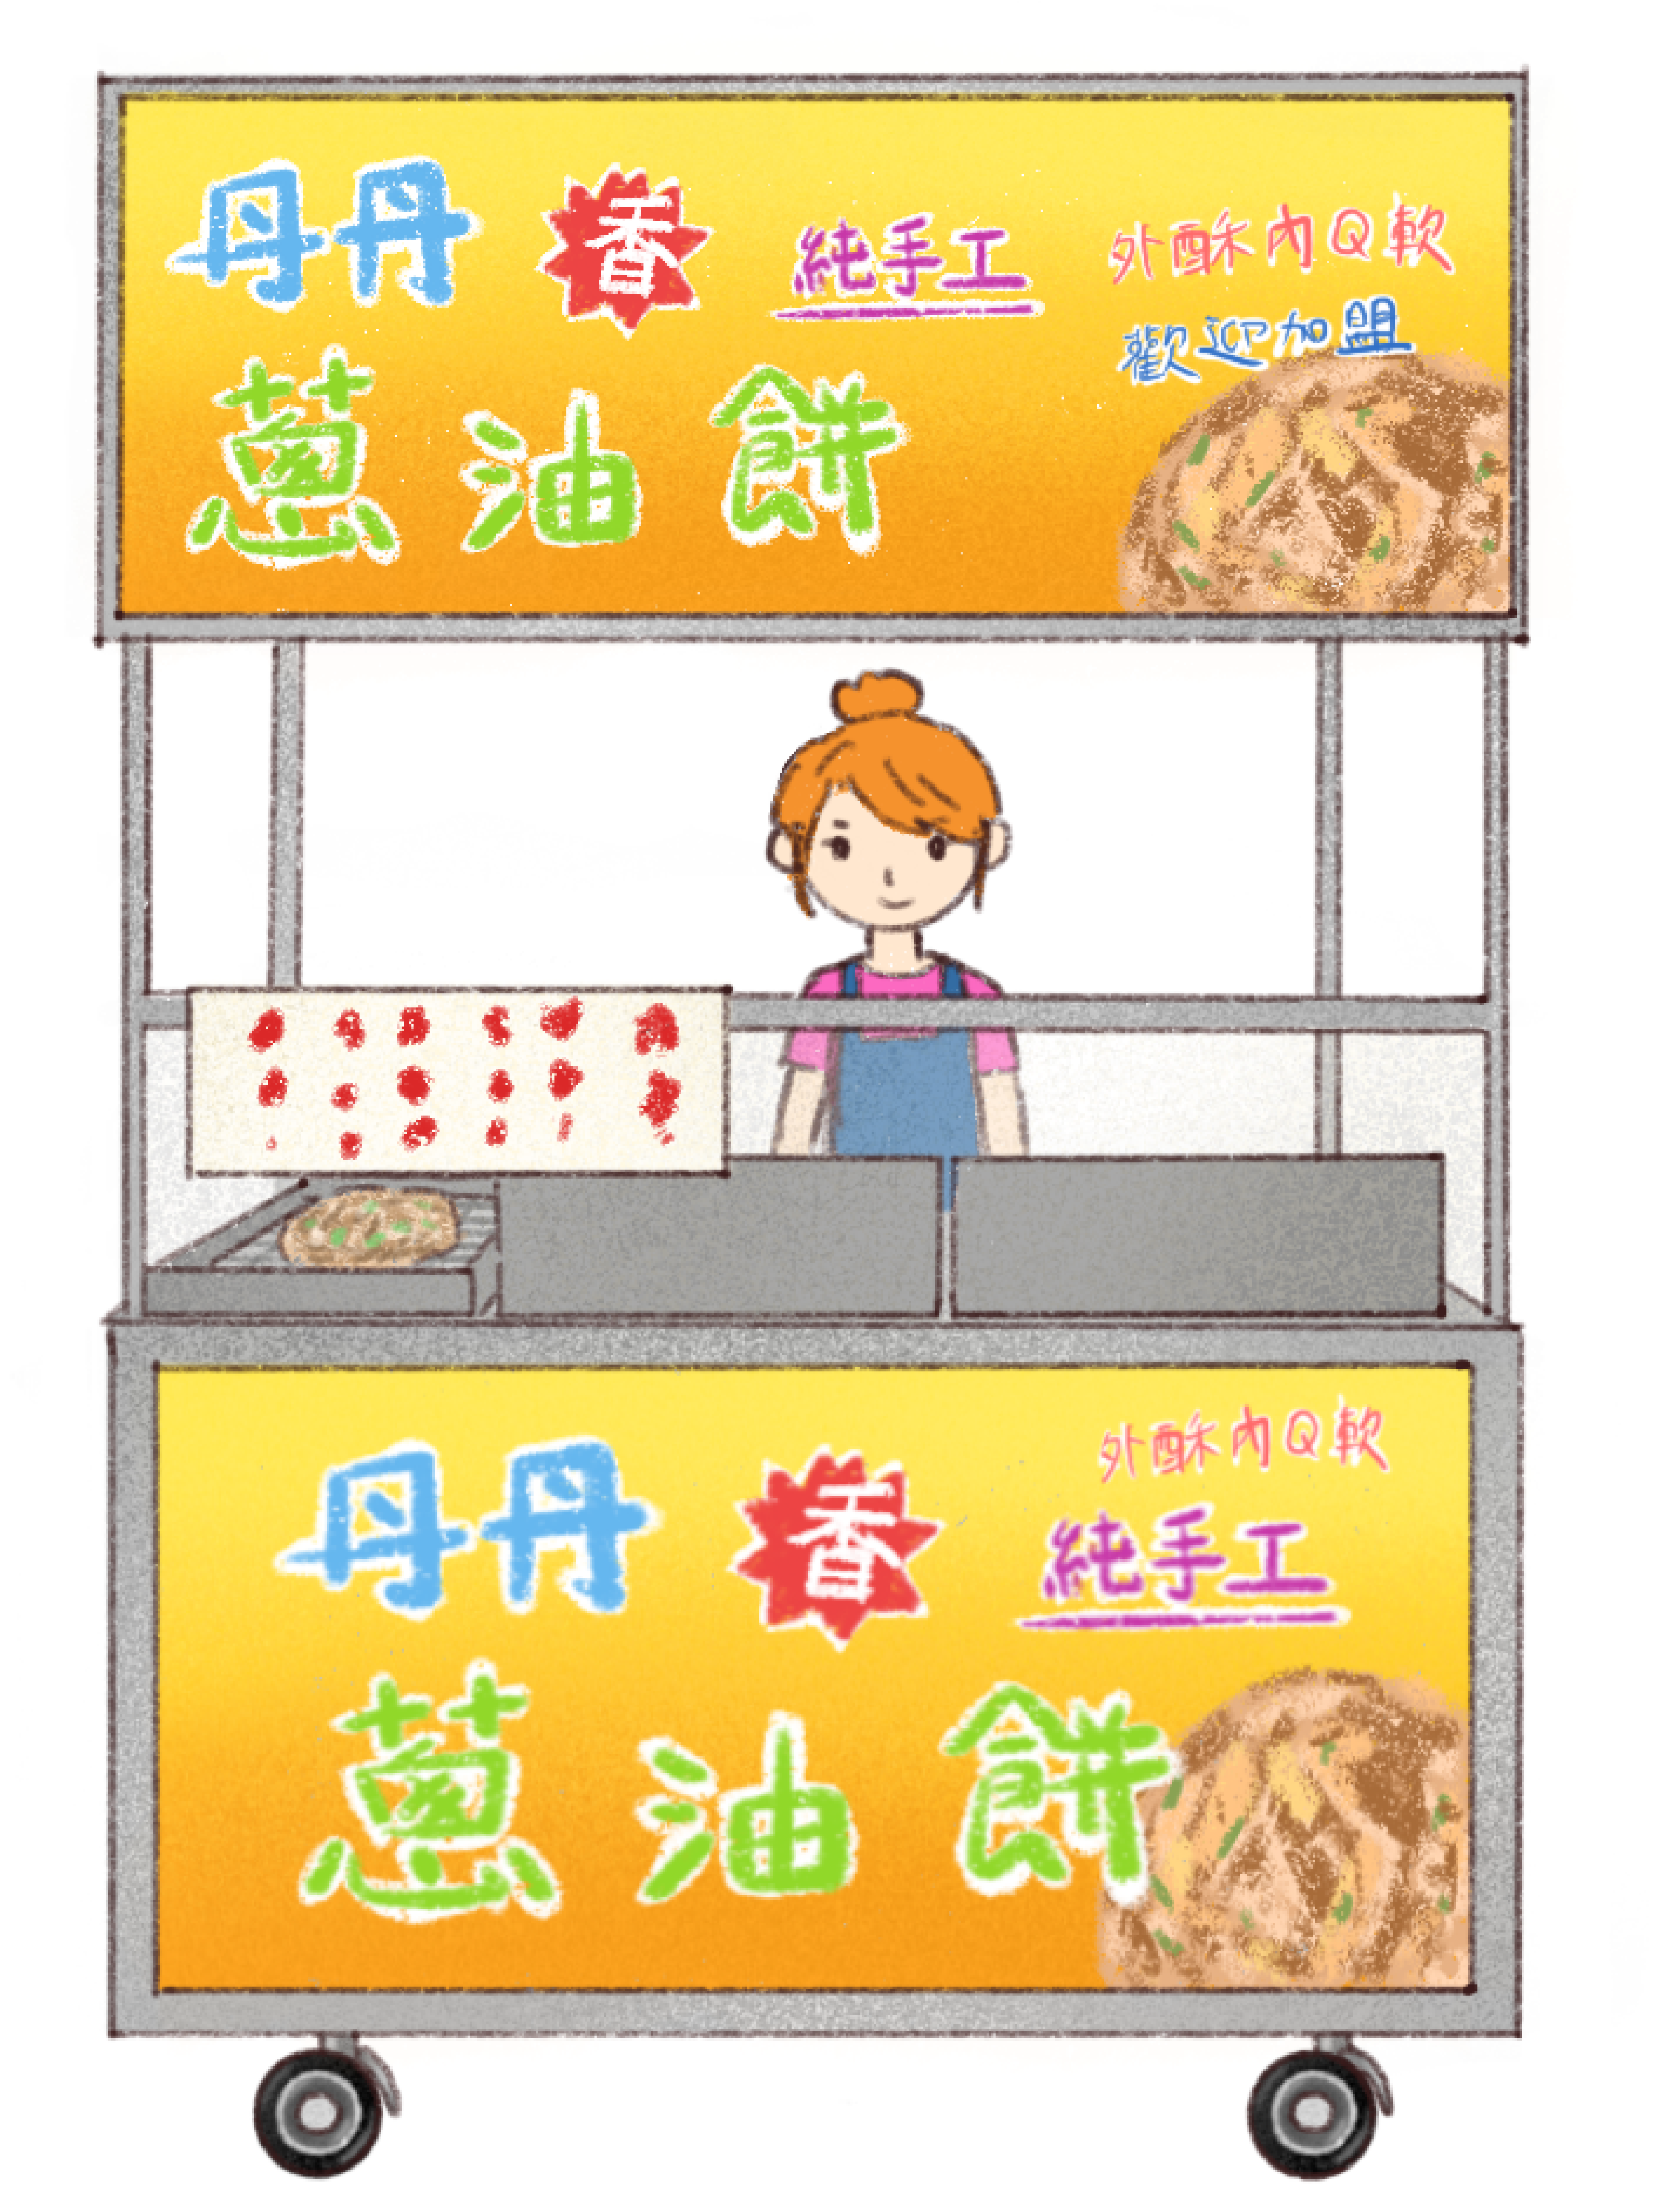 丹丹 香 純手工 外酥內Q軟
歡迎加盟
蔥油餅
外酥內Q軟
丹丹 香 純手工
蔥油餅